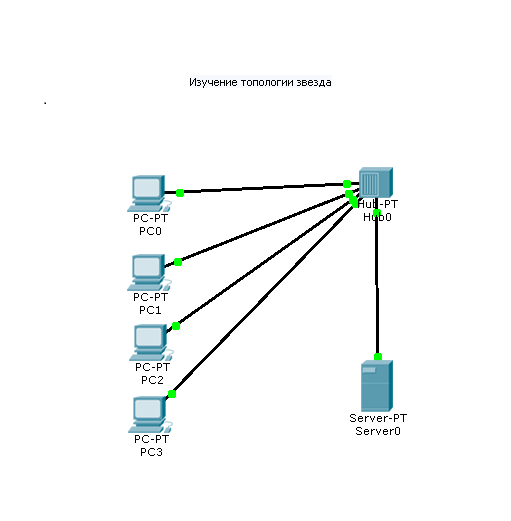 Изучение топологии звезда
.
Hub-PT
Hub0
PC-PT
PC0
PC-PT
PC1
PC-PT
PC2
PC-PT
PC3
Server-PT
Server0